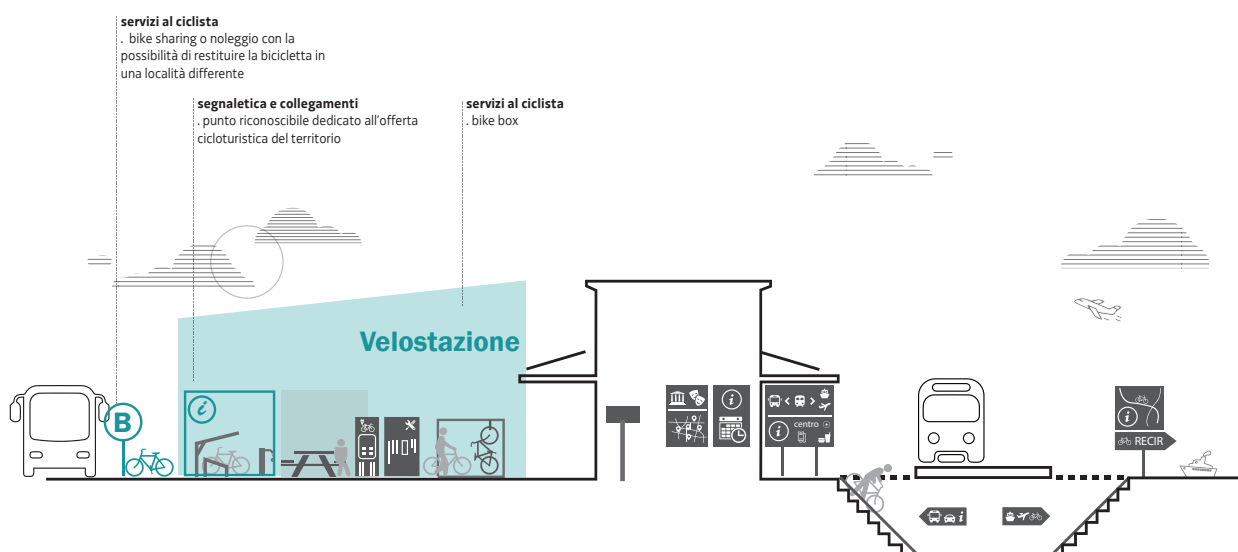 servizi al ciclista
. bike sharing o noleggio con la
possibilità di restituire la bicicletta in
una località differente
segnaletica e collegamenti
. punto riconoscibile dedicato all'offerta
cicloturistica del territorio
servizi al ciclista
. bike box
Velostazione
B
i
i
i
centro
i
RECIR
i